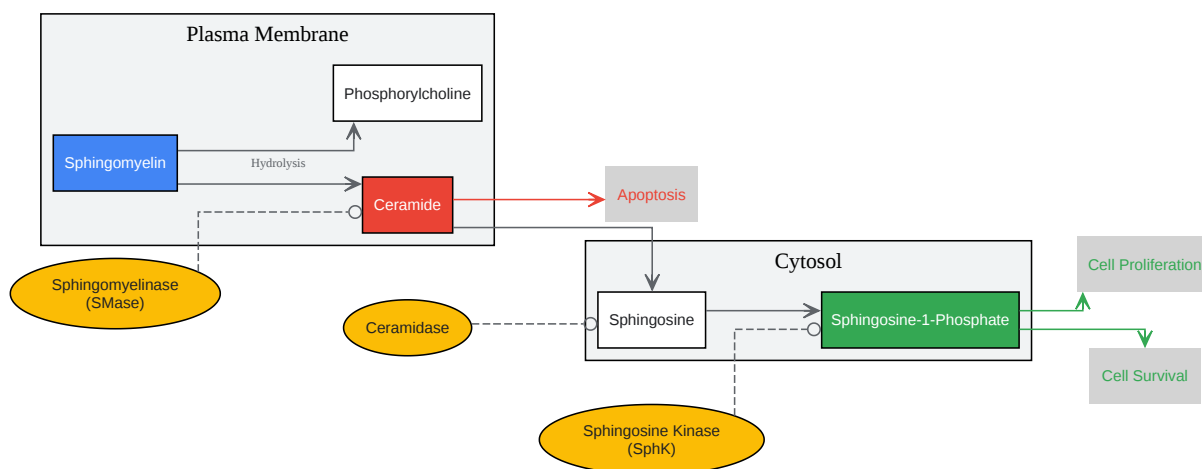 Plasma Membrane
Phosphorylcholine
Sphingomyelin
Hydrolysis
Ceramide
Apoptosis
Sphingomyelinase
(SMase)
Cytosol
Cell Proliferation
Ceramidase
Sphingosine
Sphingosine-1-Phosphate
Cell Survival
Sphingosine Kinase
(SphK)